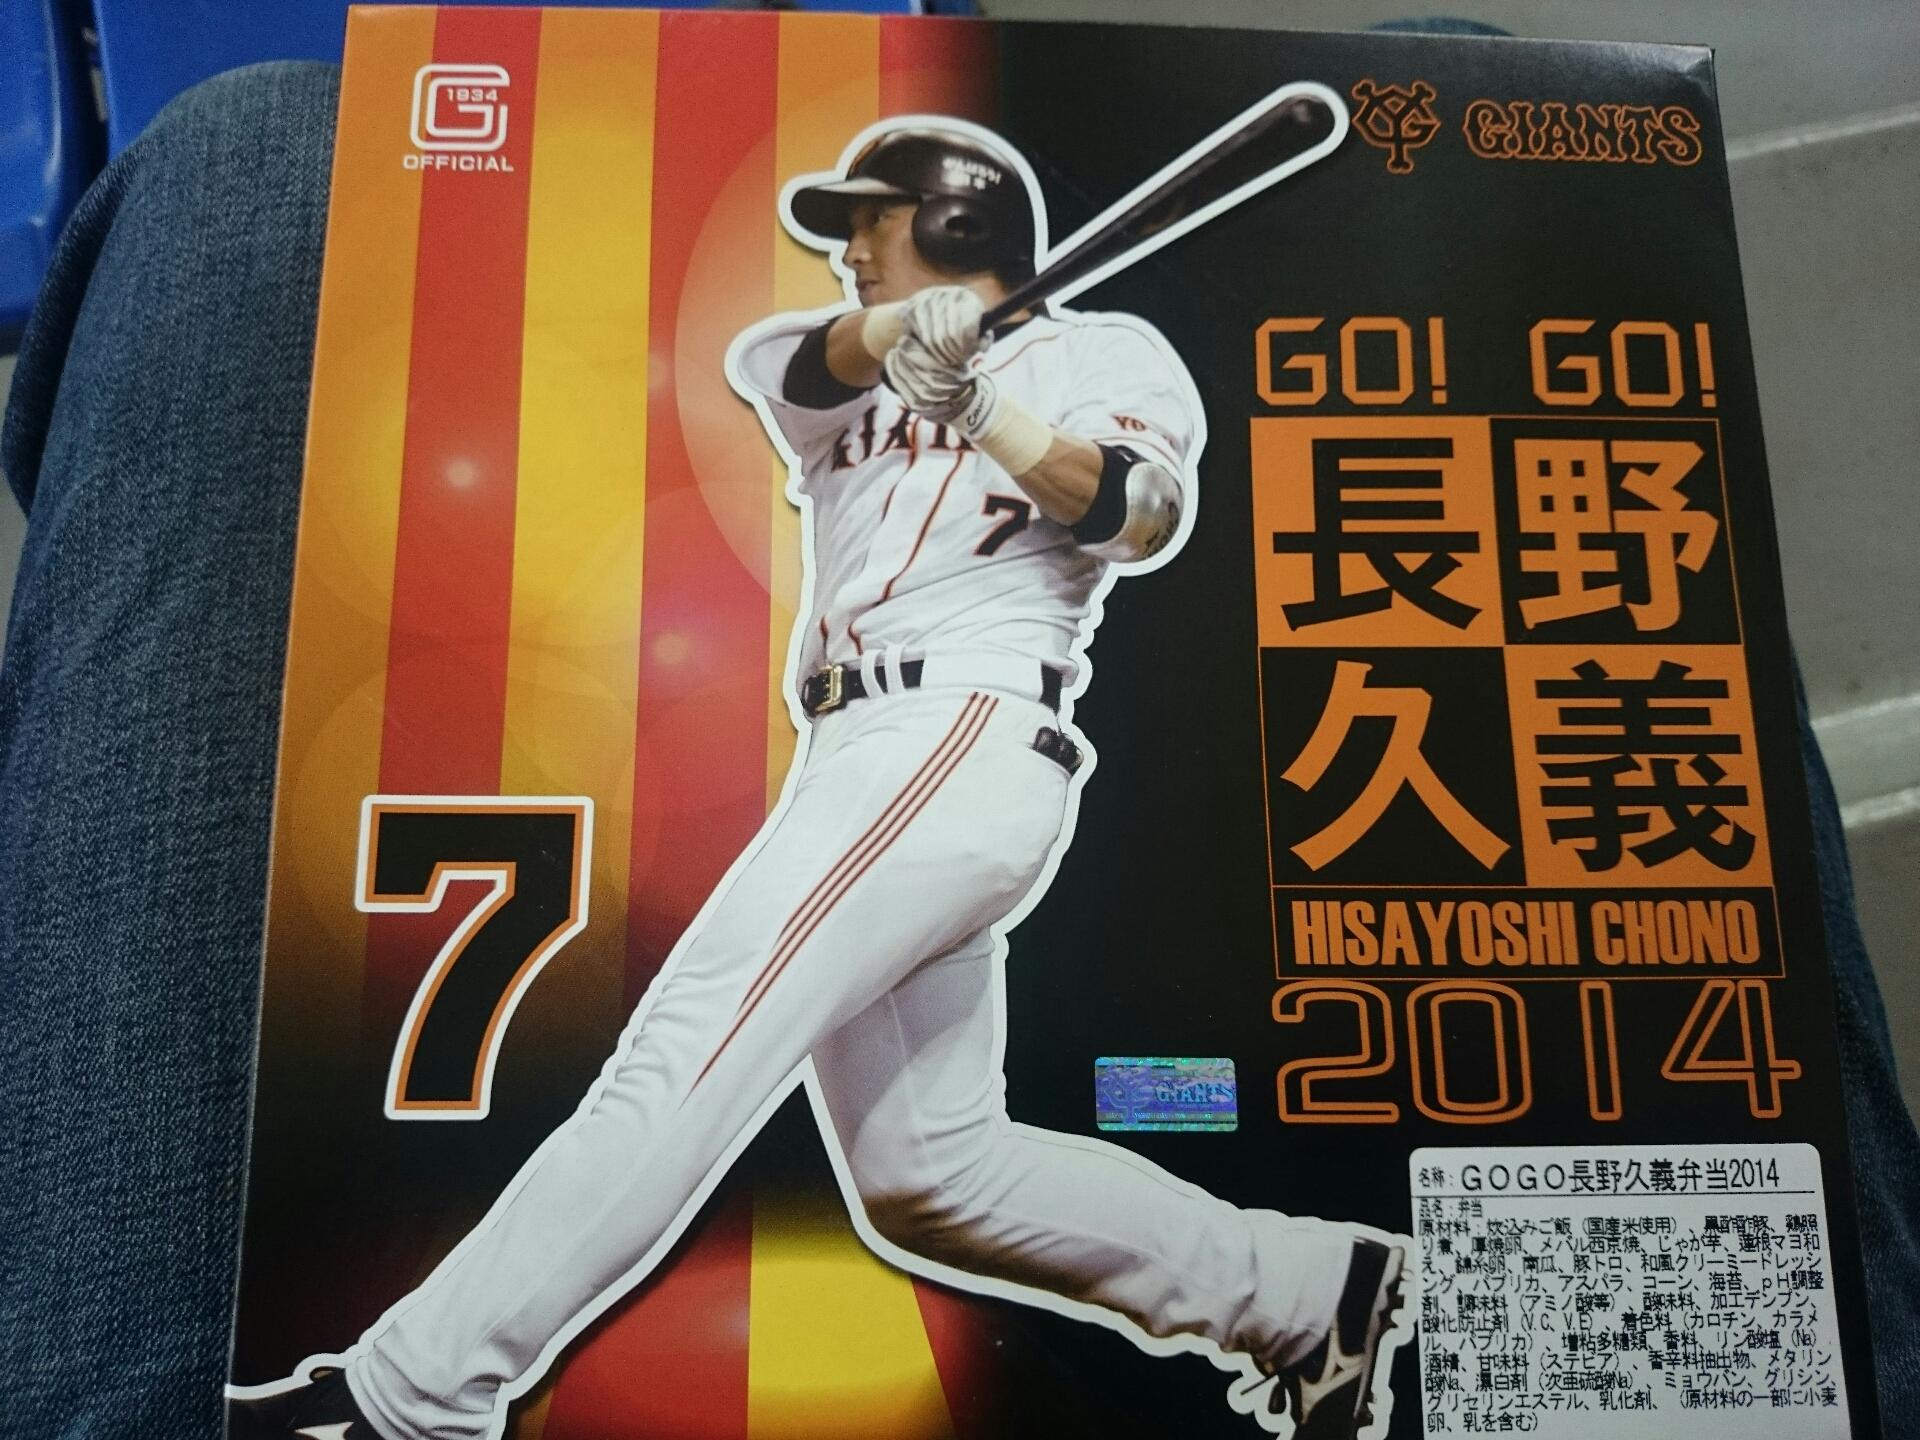 1934
G
OFFICIAL
YG GIANTS
GO! GO!
長野
久義
HISAYOSHI CHONO
2014
7
7
GIANTS
名称:GOGO長野久義弁当2014
品名:弁当
原材料:炊込みご飯(国産米使用)、黒酢酢豚、鶏照
り煮、厚焼卵、メバル西京焼、じゃが芋、蓮根マヨ和
え、錦糸卵、南瓜、豚トロ、和風クリーミードレッシ
ング、パプリカ、アスパラ、コーン、海苔、pH調整
剤、調味料(アミノ酸等)、酸味料、加工デンプン、
酸化防止剤(V.C、V.E)、着色料(カロチン、カラメ
ル、パプリカ)、増粘多糖類、香料、リン酸塩(Na)
酒精、甘味料(ステビア)、香辛料抽出物、メタリン
酸Na、漂白剤(次亜硫酸Na)、ミョウバン、グリシン、
グリセリンエステル、乳化剤、(原材料の一部に小麦
卵、乳を含む)